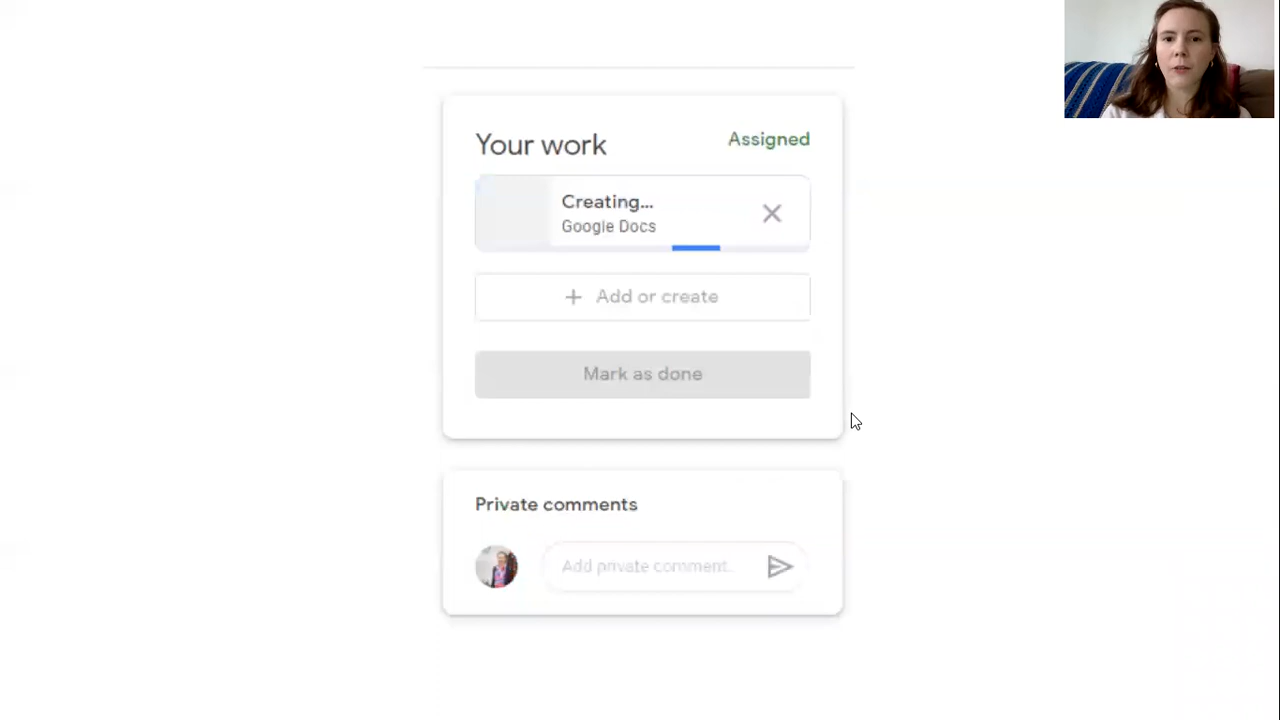 Your work
Assigned
Creating...
Google Docs
+ Add or create
Mark as done
Private comments
Add private comment...